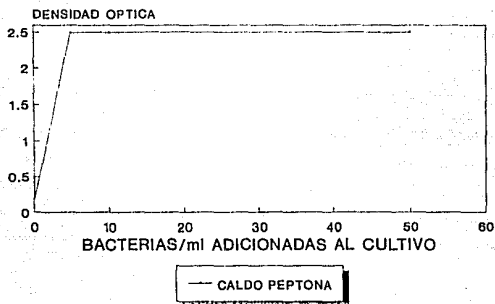 DENSIDAD OPTICA
2.5
2
1.5
1
0.5
0
0 10 20 30 40 50 60
BACTERIAS/ml ADICIONADAS AL CULTIVO
CALDO PEPTONA